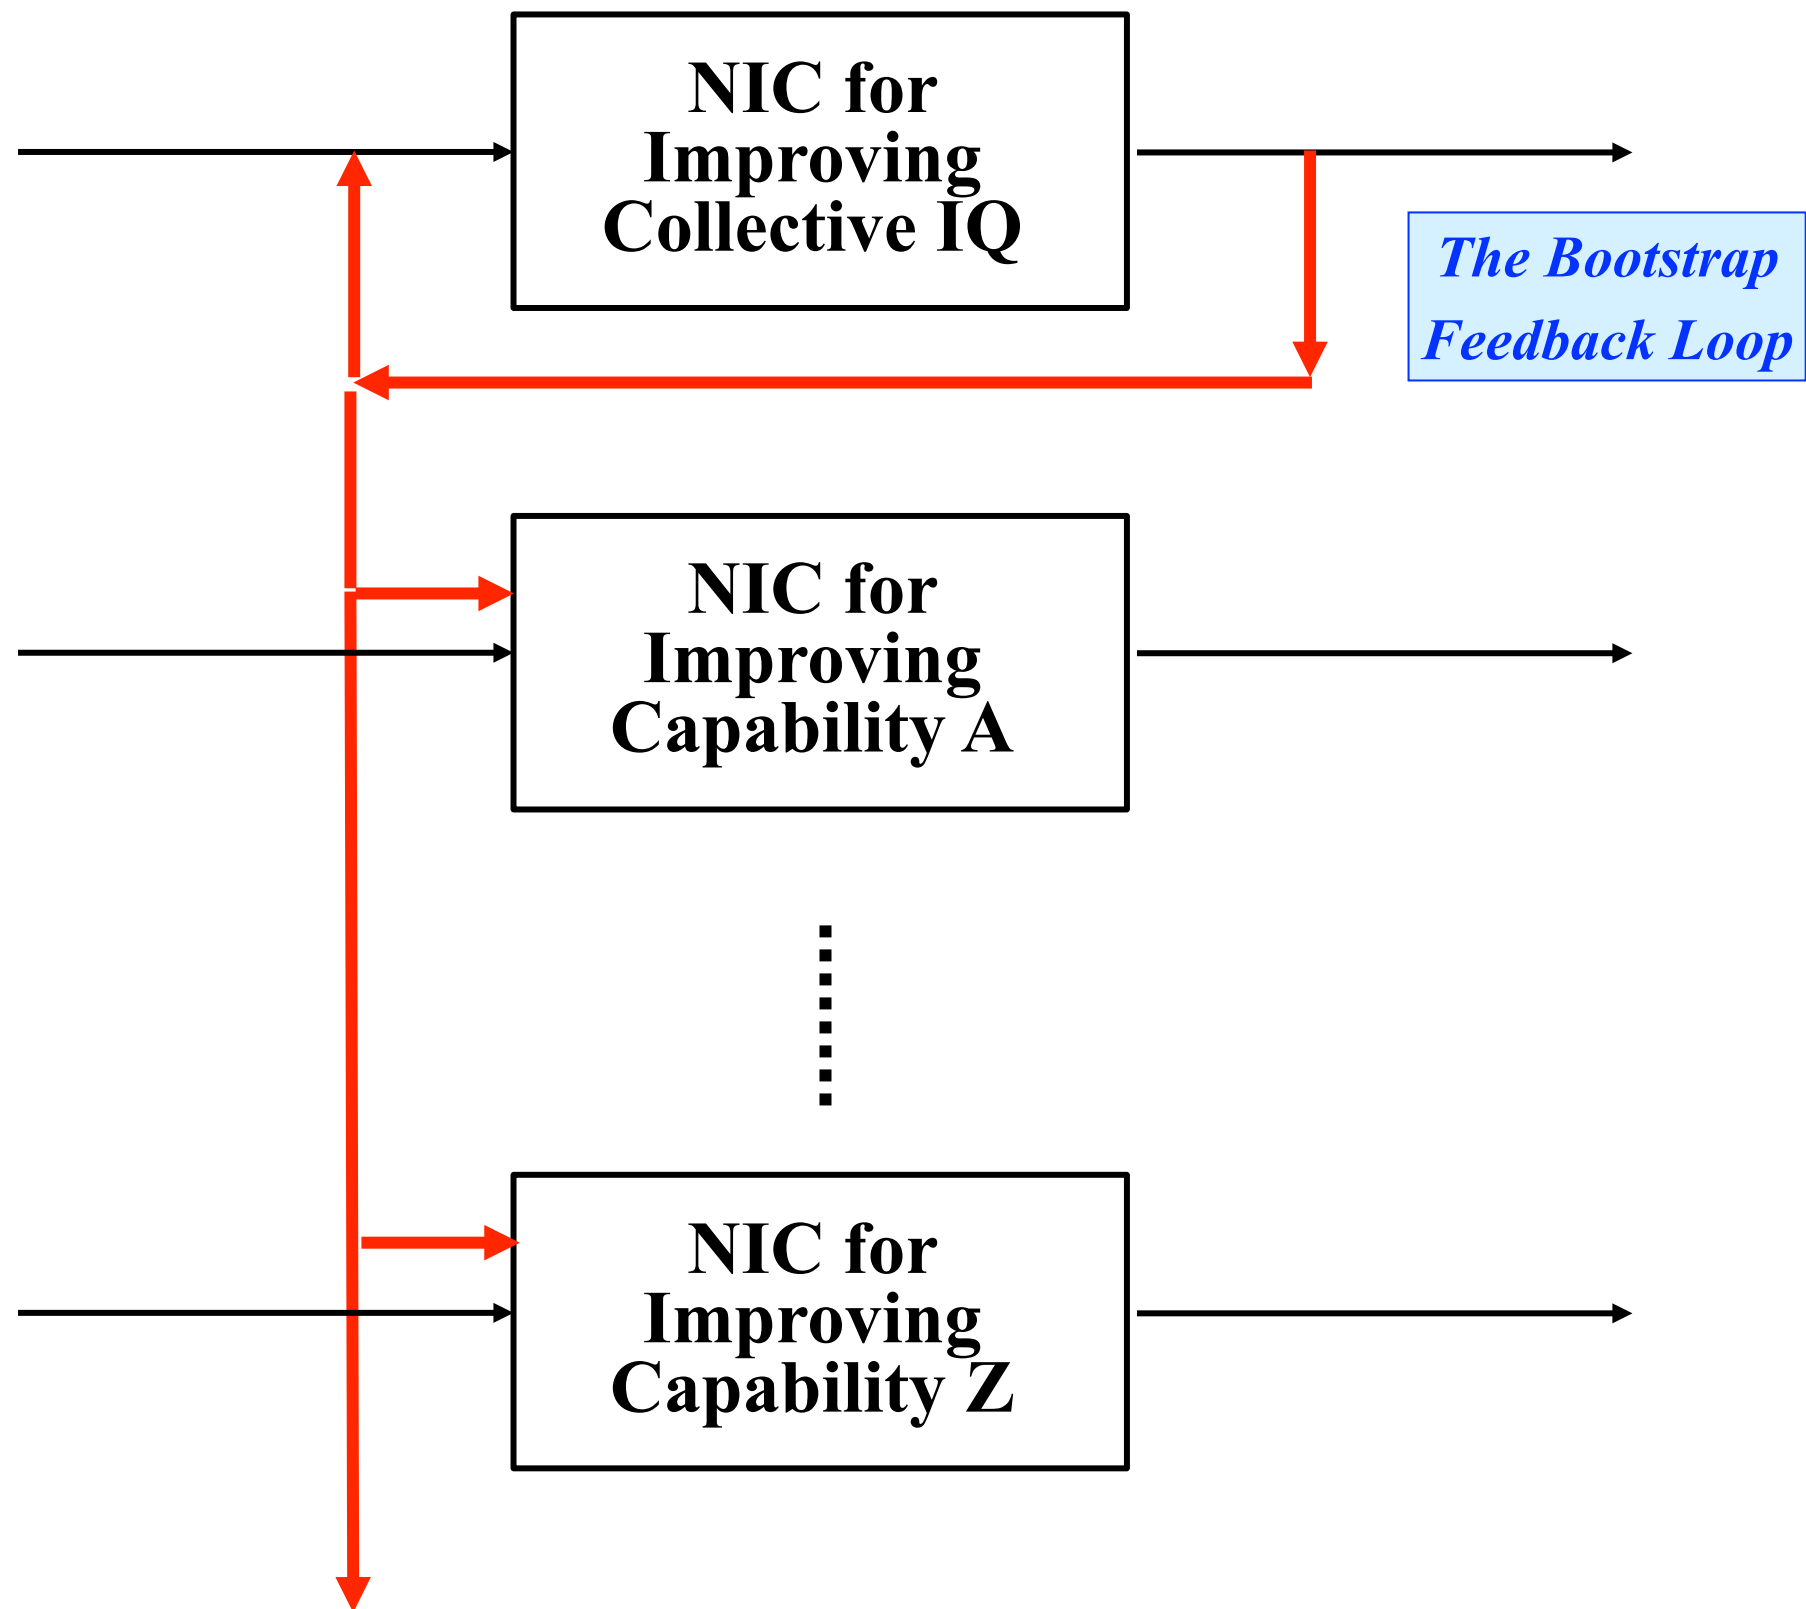 NIC for
Improving
Collective IQ
The Bootstrap
Feedback Loop
NIC for
Improving
Capability A
NIC for
Improving
Capability Z